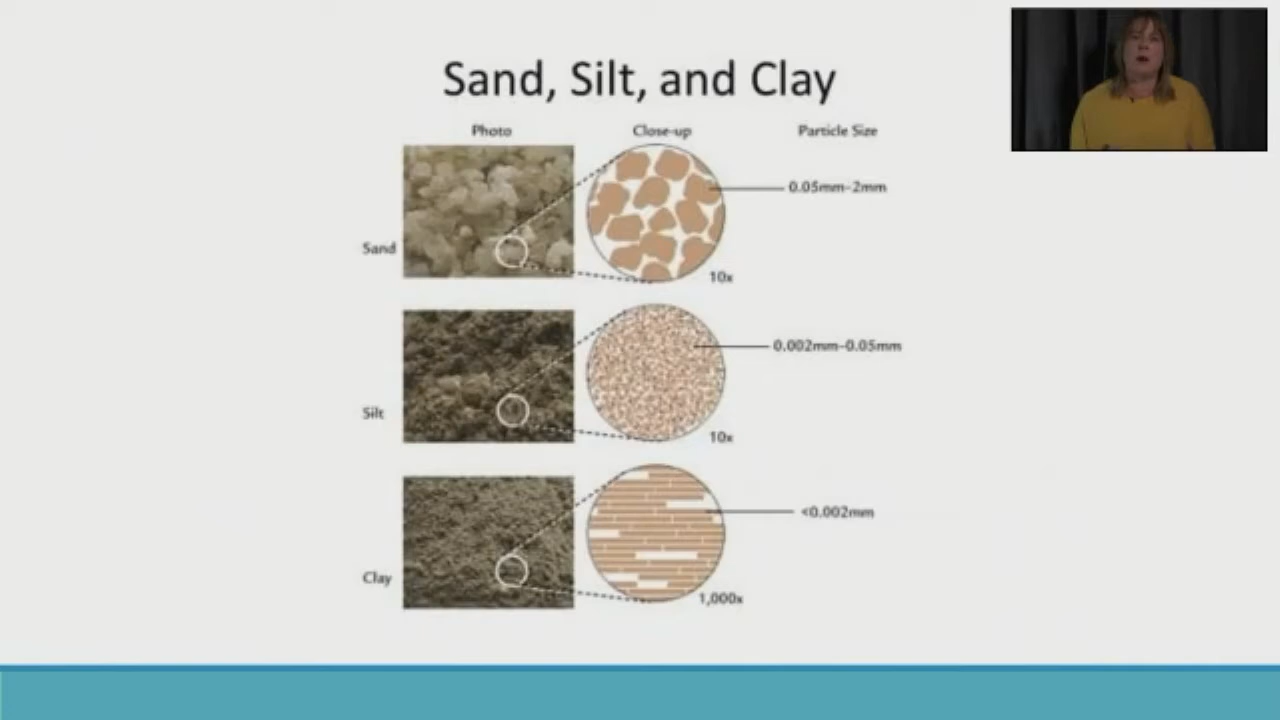 Sand, Silt, and Clay
Photo Close-up Particle Size
0.05mm-2mm
Sand
10x
0.002mm-0.05mm
Silt
10x
<0.002mm
Clay
1,000x